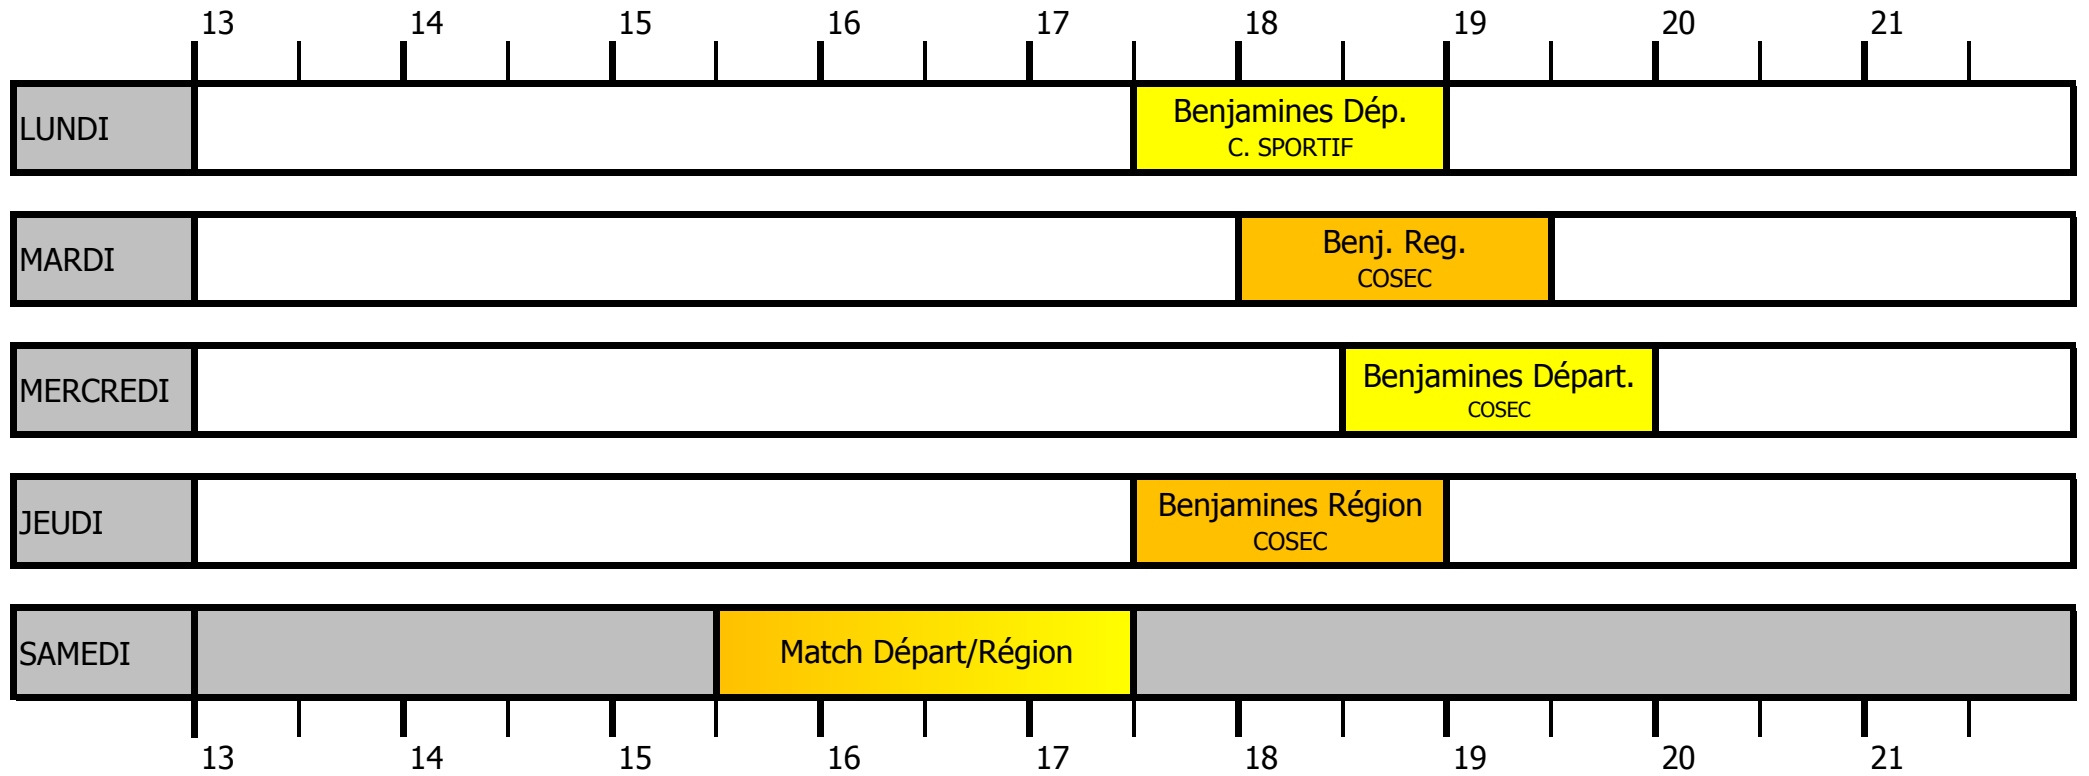 13 14 15 16 17 18 19 20 21
LUNDI
Benjamines Dép.
C. SPORTIF
MARDI
Benj. Reg.
COSEC
MERCREDI
Benjamines Départ.
COSEC
JEUDI
Benjamines Région
COSEC
SAMEDI
Match Départ/Région
13 14 15 16 17 18 19 20 21